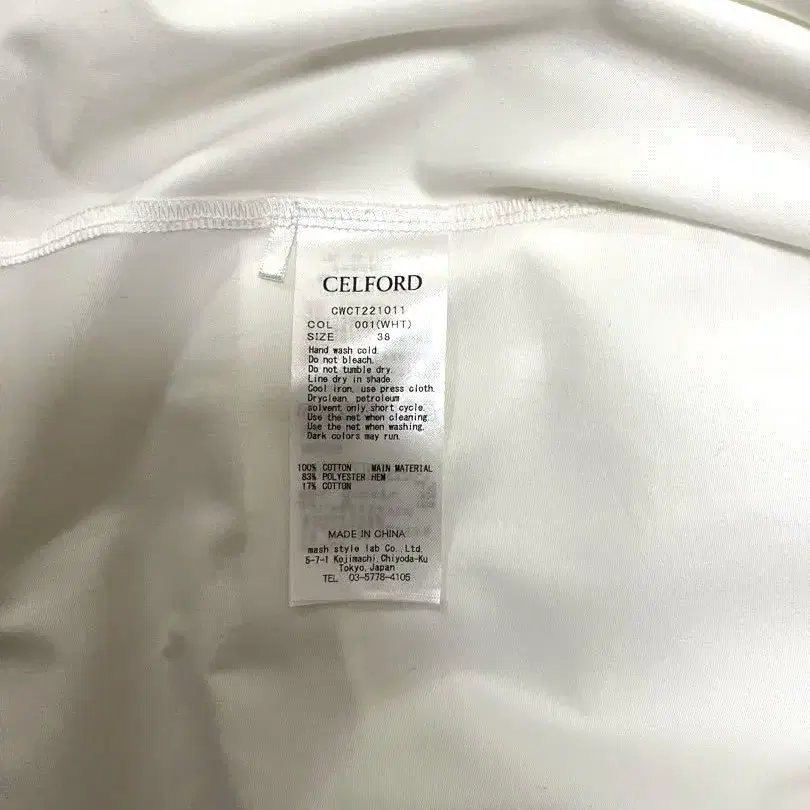 CELFORD
CWCT221011
COL 001(WHT)
SIZE 38
Hand wash cold.
Do not bleach.
Do not tumble dry.
Line dry in shade.
Cool iron, use press cloth.
Dryclean, petroleum
solvent only,short cycle.
Use the net when cleaning.
Use the net when washing.
Dark colors may run.
100% COTTON MAIN MATERIAL
83% POLYESTER HEM
17% COTTON
MADE IN CHINA
mash style lab Co.,Ltd.
5-7-1 Kojimachi,Chiyoda-Ku
Tokyo,Japan
TEL 03-5778-4105